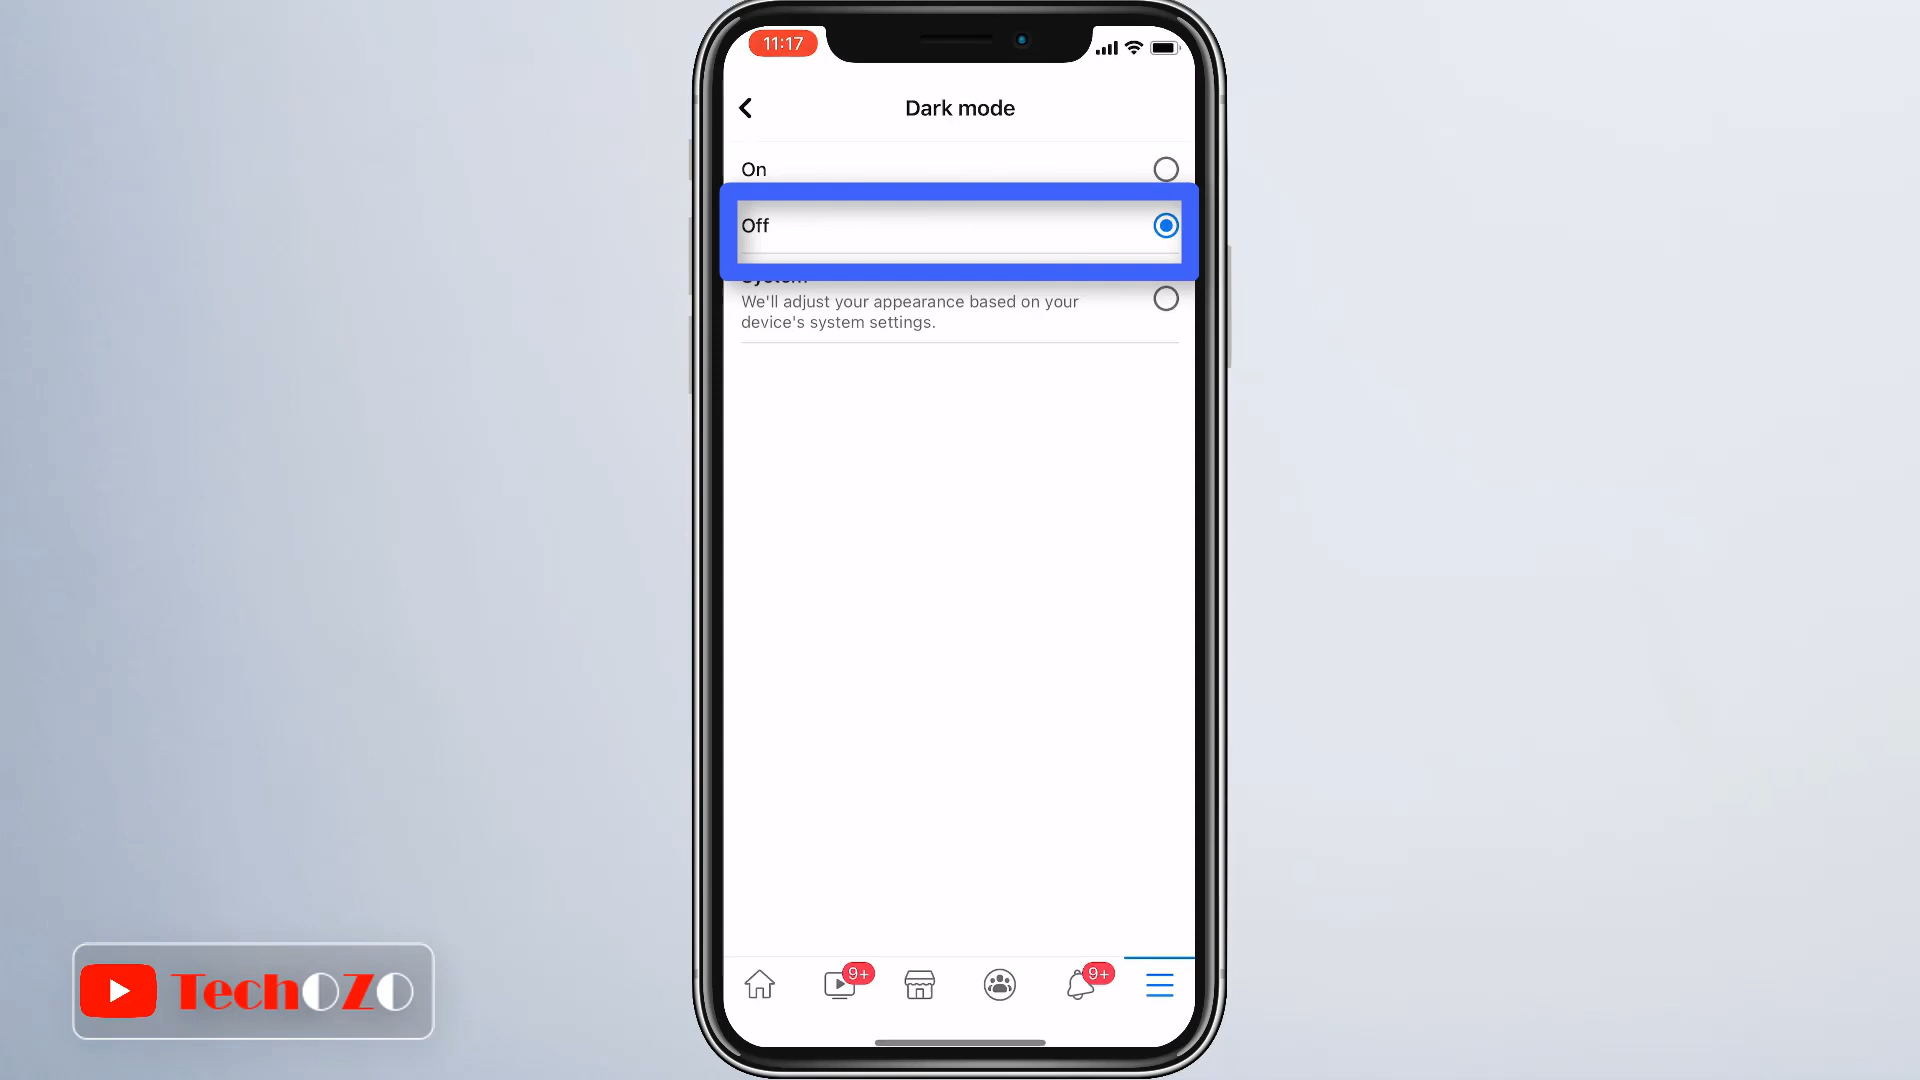 11:17
Dark mode
On
Off
System
We'll adjust your appearance based on your
device's system settings.
9+
9+
TechOZO